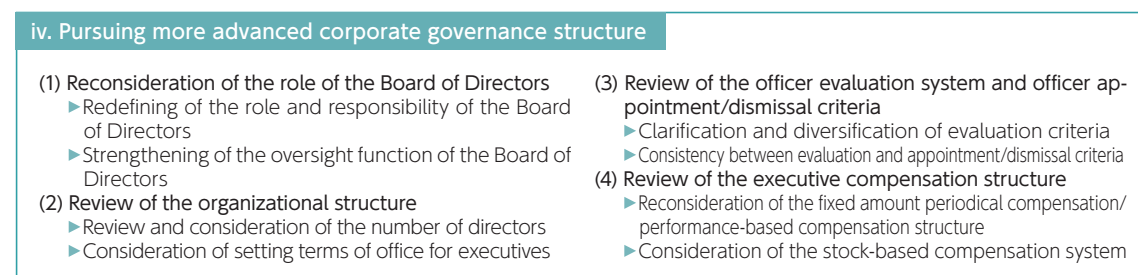 iv. Pursuing more advanced corporate governance structure
(1) Reconsideration of the role of the Board of Directors
▶Redefining of the role and responsibility of the Board
of Directors
▶Strengthening of the oversight function of the Board of
Directors
(2) Review of the organizational structure
▶Review and consideration of the number of directors
▶Consideration of setting terms of office for executives
(3) Review of the officer evaluation system and officer ap-
pointment/dismissal criteria
▶Clarification and diversification of evaluation criteria
▶Consistency between evaluation and appointment/dismissal criteria
(4) Review of the executive compensation structure
▶Reconsideration of the fixed amount periodical compensation/
performance-based compensation structure
▶Consideration of the stock-based compensation system